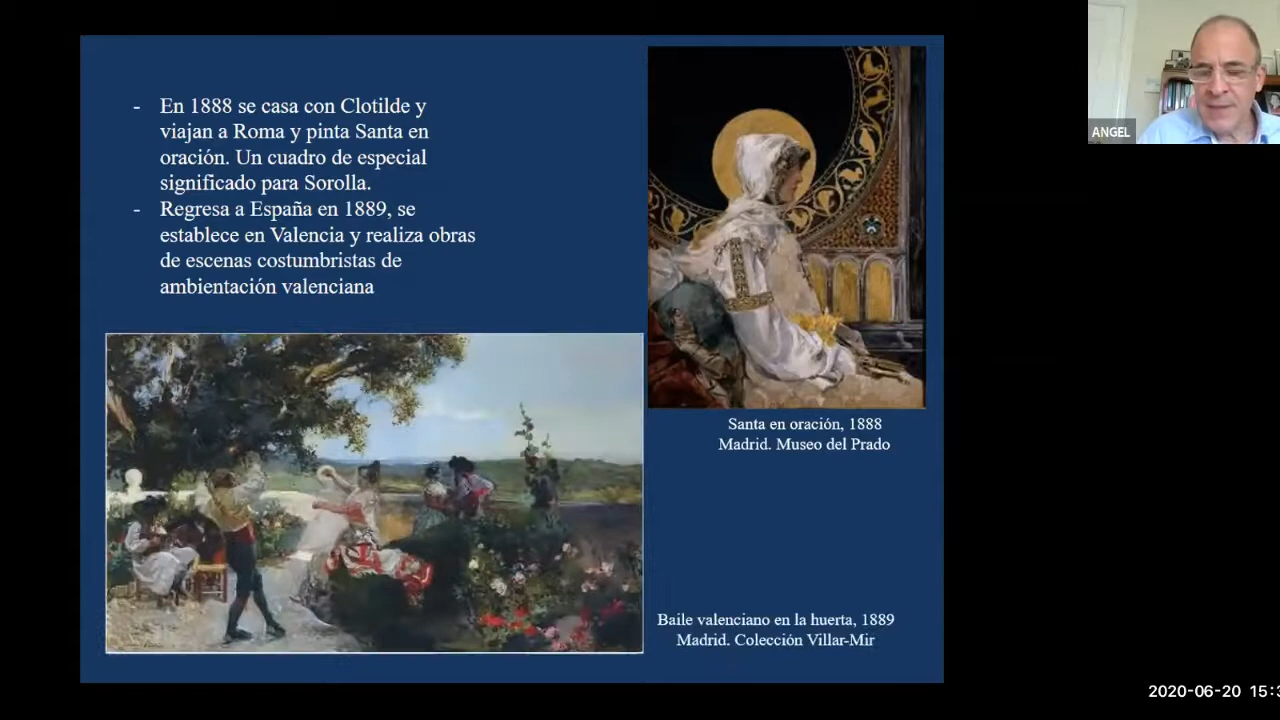 - En 1888 se casa con Clotilde y
viajan a Roma y pinta Santa en
oración. Un cuadro de especial
significado para Sorolla.
- Regresa a España en 1889, se
establece en Valencia y realiza obras
de escenas costumbristas de
ambientación valenciana
ANGEL
Santa en oración, 1888
Madrid. Museo del Prado
Baile valenciano en la huerta, 1889
Madrid. Colección Villar-Mir
2020-06-20 15:3